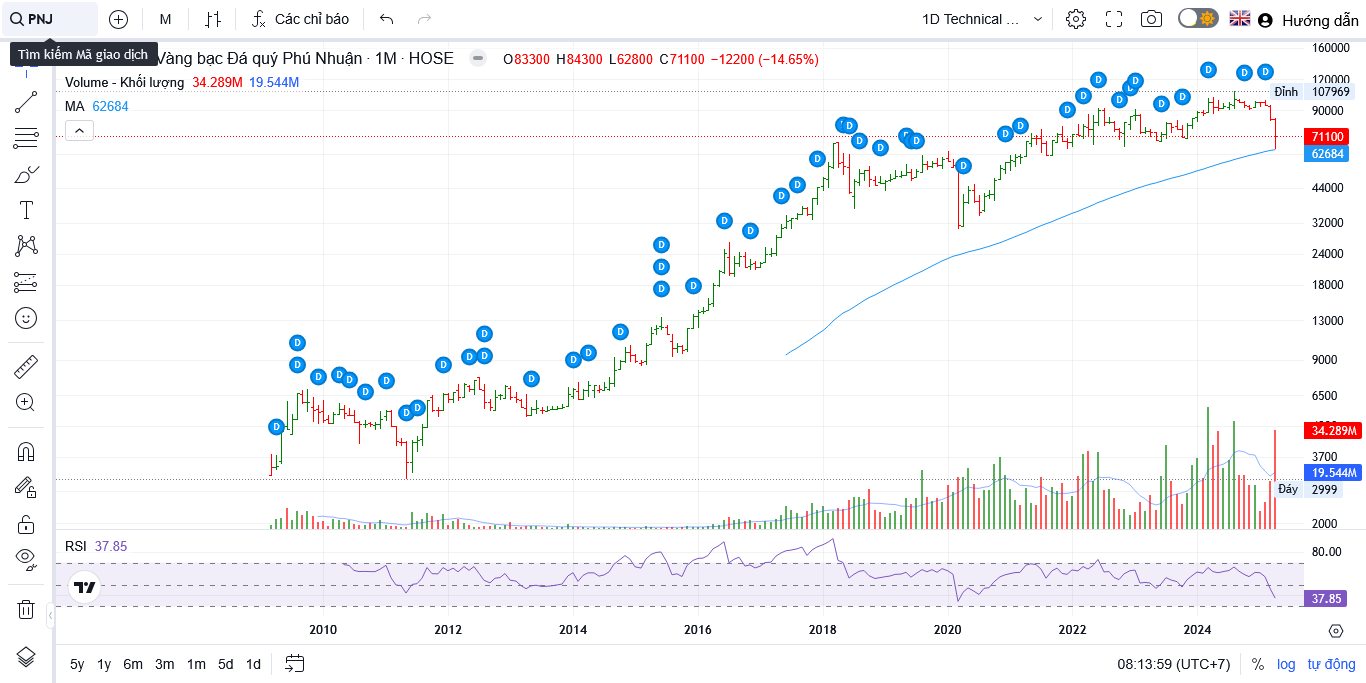 PNJ M Các chỉ báo 1D Technical ... Hướng dẫn
Tìm kiếm Mã giao dịch Vàng bạc Đá quý Phú Nhuận · 1M · HOSE O83300 H84300 L62800 C71100 −12200 (−14.65%)
Volume - Khối lượng 34.289M 19.544M
MA 62684
160000
120000
Đỉnh 107969
90000
71100
62684
44000
32000
24000
18000
13000
9000
6500
34.289M
3700
19.544M
Đáy 2999
2000
D D D D D D D D D D D D D D D D D D D D D D D D D D D D D D D D D D D D D D D D D D D D D D D D
RSI 37.85
80.00
37.85
2010 2012 2014 2016 2018 2020 2022 2024
5y 1y 6m 3m 1m 5d 1d 08:13:59 (UTC+7) % log tự động